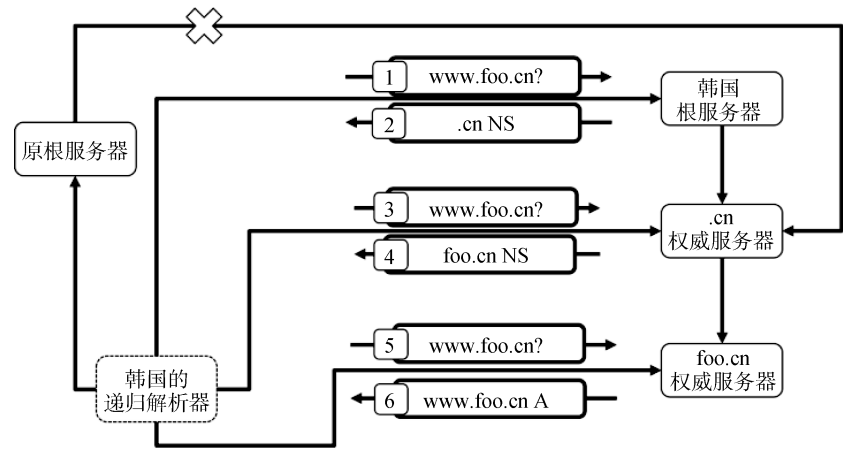 1 www.foo.cn?
韩国
根服务器
2 .cn NS
原根服务器
3 www.foo.cn?
.cn
权威服务器
4 foo.cn NS
5 www.foo.cn?
foo.cn
权威服务器
韩国的
递归解析器
6 www.foo.cn A